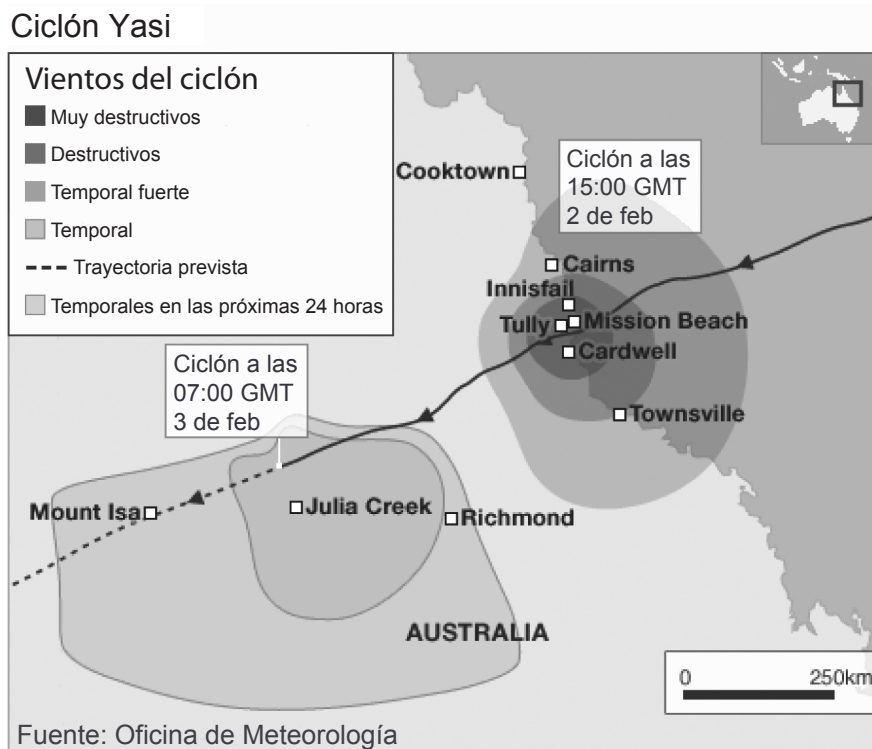 Ciclón Yasi
Vientos del ciclón
Muy destructivos
Destructivos
Temporal fuerte
Temporal
Trayectoria prevista
Temporales en las próximas 24 horas
Cooktown
Ciclón a las
15:00 GMT
2 de feb
Cairns
Innisfail
Tully
Mission Beach
Cardwell
Ciclón a las
07:00 GMT
3 de feb
Townsville
Mount Isa
Julia Creek
Richmond
AUSTRALIA
0 250km
Fuente: Oficina de Meteorología